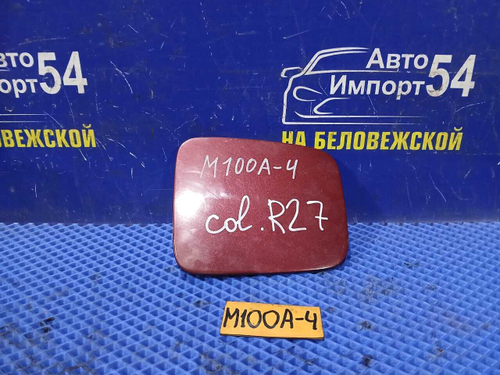 Авто
Импорт54
НА БЕЛОВЕЖСКОЙ
Авто
Импорт54
НА БЕЛОВЕЖСКОЙ
M100A-4
col.R27
M100A-4